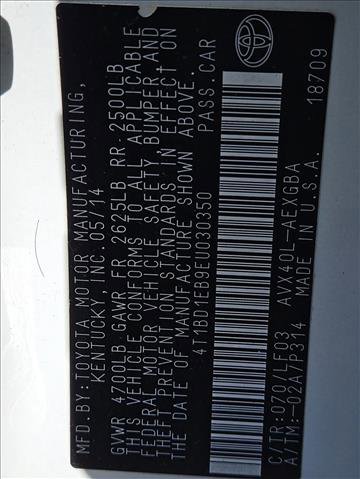 MFD. BY: TOYOTA MOTOR MANUFACTURING,
KENTUCKY, INC. 05/14
GVWR 4700LB GAWR FR 2625LB RR 2500LB
THIS VEHICLE CONFORMS TO ALL APPLICABLE
FEDERAL MOTOR VEHICLE SAFETY, BUMPER AND
THEFT PREVENTION STANDARDS IN EFFECT ON
THE DATE OF MANUFACTURE SHOWN ABOVE.
4T1BD1EB9EU030350 PASS. CAR
C/TR:070/LF03 AVX40L-AEXGBA
A/TM:-02A/P314 MADE IN U.S.A. 18709